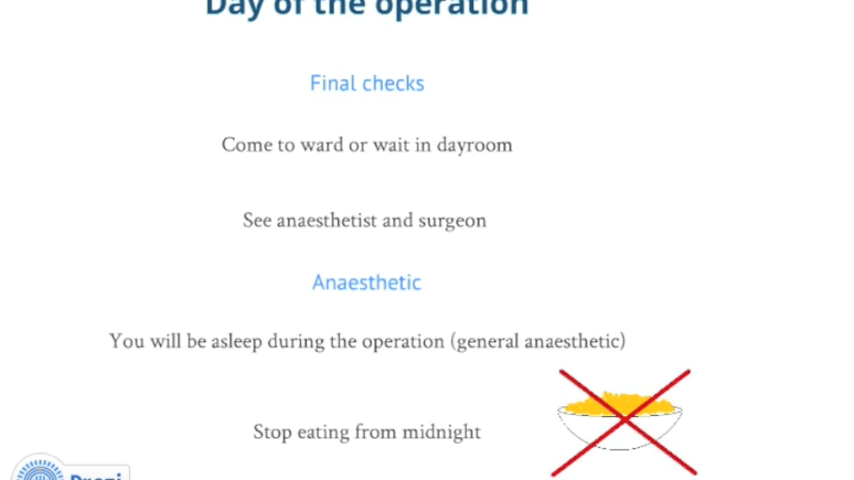 Day of the operation
Final checks
Come to ward or wait in dayroom
See anaesthetist and surgeon
Anaesthetic
You will be asleep during the operation (general anaesthetic)
Stop eating from midnight
Prezi